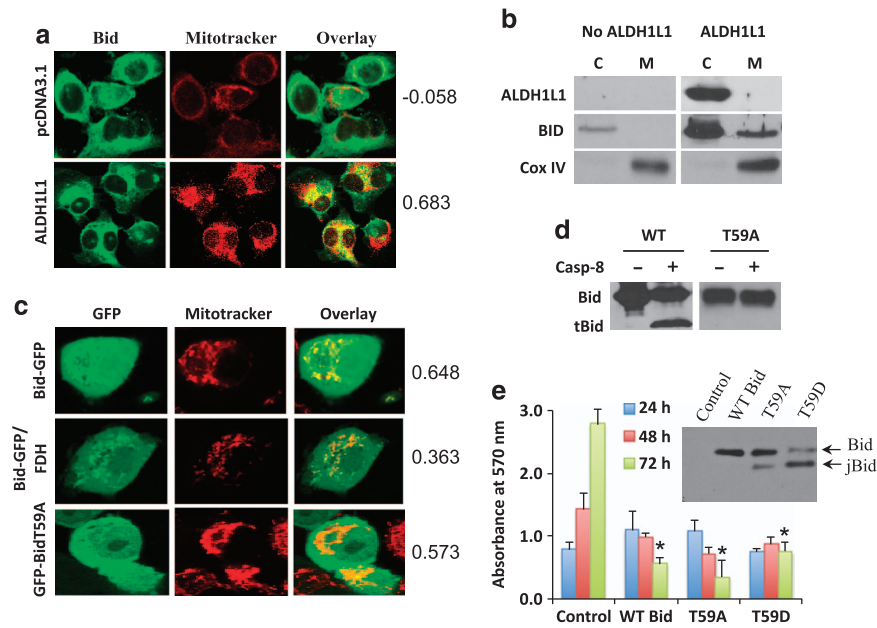 a
Bid Mitotracker Overlay
pcDNA3.1
-0.058
ALDH1L1
0.683
b
No ALDH1L1 ALDH1L1
C M C M
ALDH1L1
BID
Cox IV
c
GFP Mitotracker Overlay
Bid-GFP
0.648
Bid-GFP/
FDH
0.363
GFP-BidT59A
0.573
d
WT T59A
Casp-8 – + – +
Bid
tBid
e
Absorbance at 570 nm
3.0
2.0
1.0
0
24 h
48 h
72 h
Control WT Bid T59A T59D
Bid
jBid
* * *
Control WT Bid T59A T59D